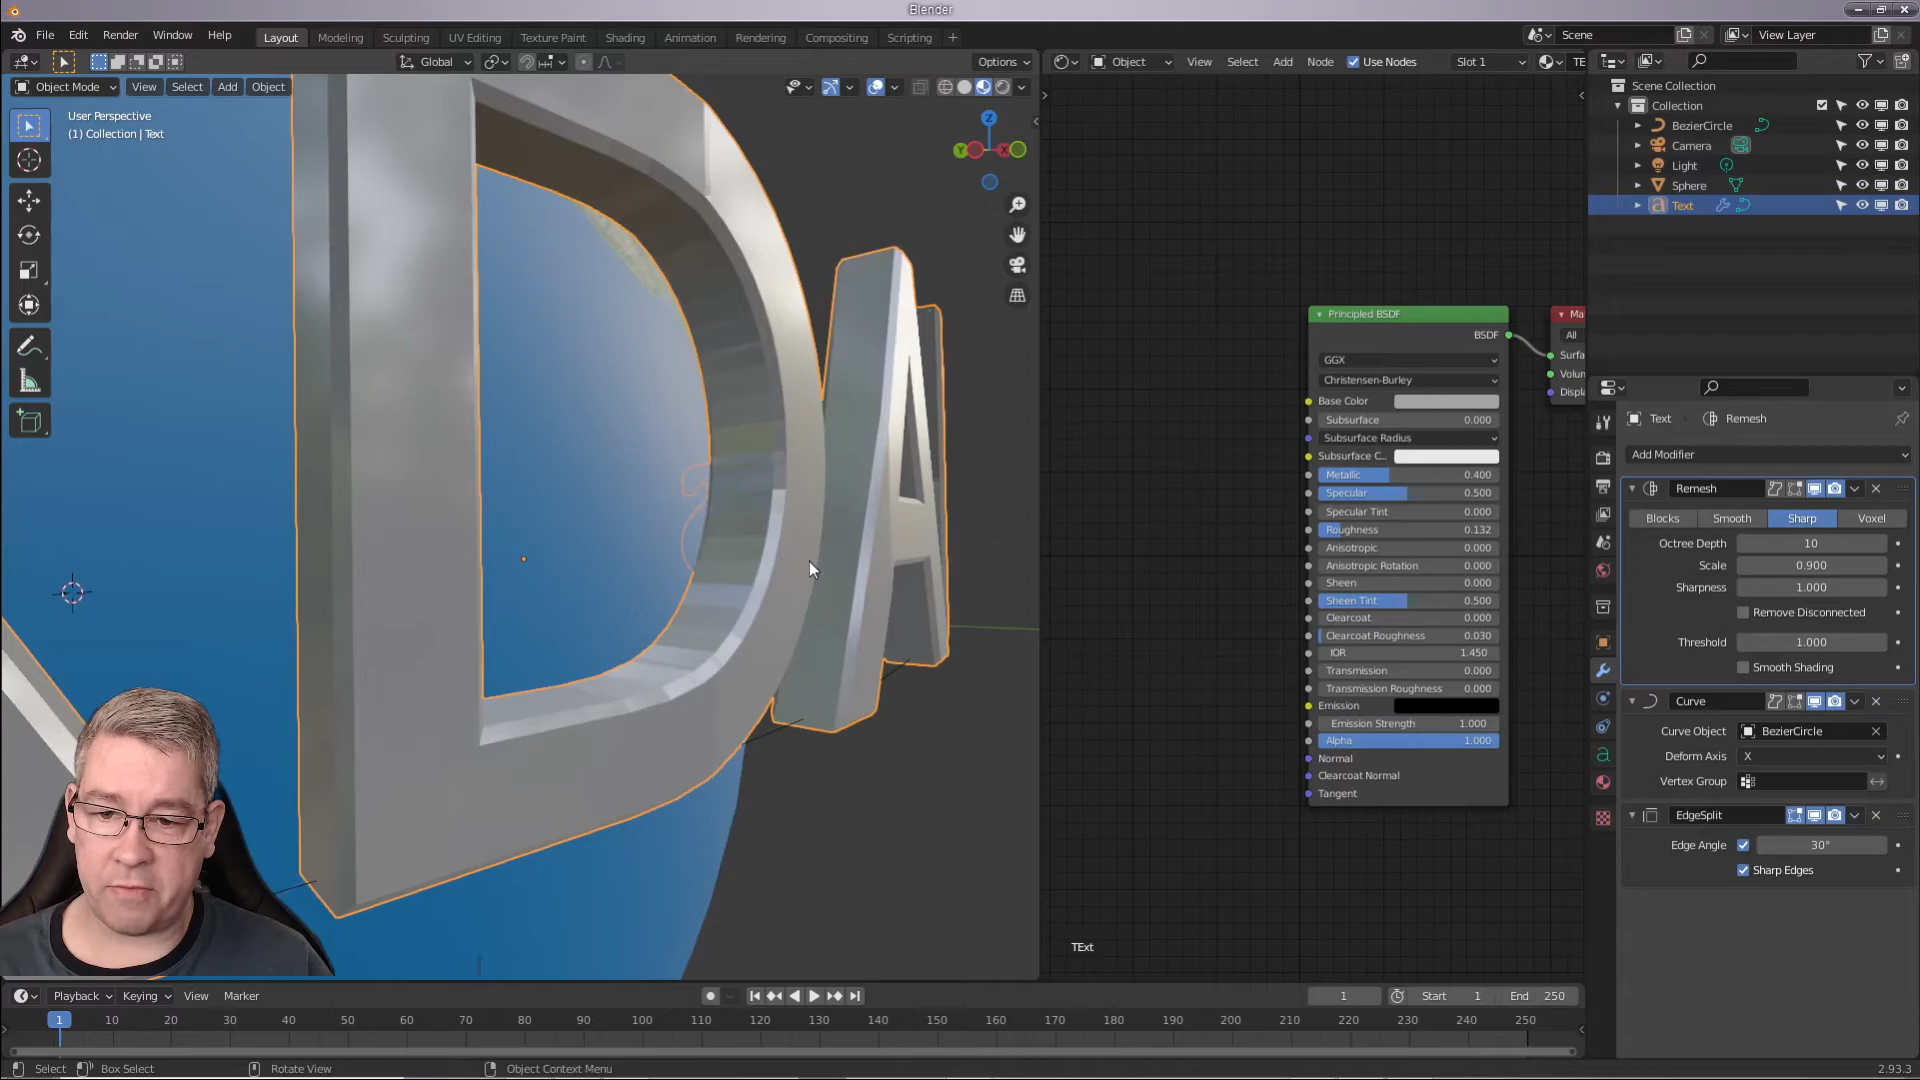 Blender
File Edit Render Window Help
Layout Modeling Sculpting UV Editing Texture Paint Shading Animation Rendering Compositing Scripting
Scene
View Layer
Global
Options
Object
View Select Add Node
Use Nodes
Slot 1
TE
Object Mode
View Select Add Object
User Perspective
(1) Collection | Text
Z
Y
X
DA
Scene Collection
Collection
BezierCircle
Camera
Light
Sphere
Text
Principled BSDF
BSDF
GGX
Christensen-Burley
Base Color
Subsurface 0.000
Subsurface Radius
Subsurface C..
Metallic 0.400
Specular 0.500
Specular Tint 0.000
Roughness 0.132
Anisotropic 0.000
Anisotropic Rotation 0.000
Sheen 0.000
Sheen Tint 0.500
Clearcoat 0.000
Clearcoat Roughness 0.030
IOR 1.450
Transmission 0.000
Transmission Roughness 0.000
Emission
Emission Strength 1.000
Alpha 1.000
Normal
Clearcoat Normal
Tangent
Ma
All
Surfa
Volun
Displa
TExt
Text Remesh
Add Modifier
Remesh
Blocks Smooth Sharp Voxel
Octree Depth 10
Scale 0.900
Sharpness 1.000
Remove Disconnected
Threshold 1.000
Smooth Shading
Curve
Curve Object BezierCircle
Deform Axis X
Vertex Group
EdgeSplit
Edge Angle 30°
Sharp Edges
Playback Keying View Marker
1
Start 1 End 250
1 10 20 30 40 50 60 70 80 90 100 110 120 130 140 150 160 170 180 190 200 210 220 230 240 250
Select Box Select Rotate View Object Context Menu
2.93.3